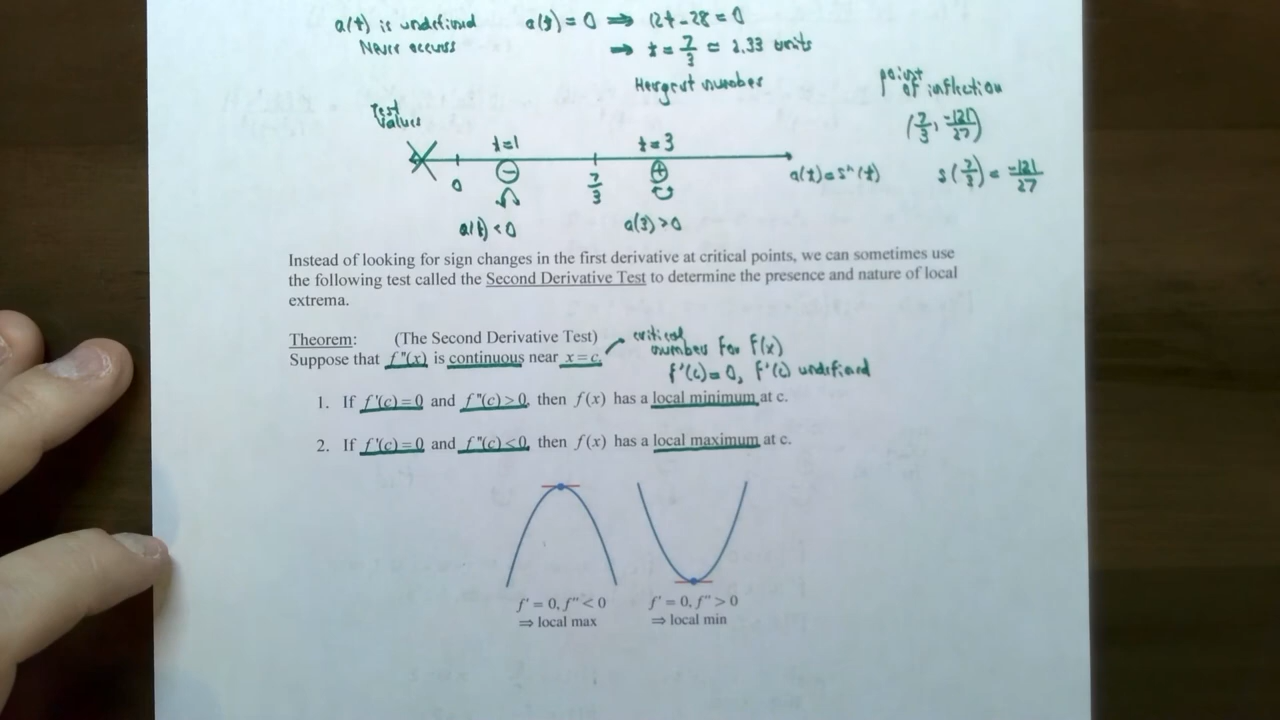 a(t) is undefined a(t) = 0 ⟹ 12t - 28 = 0
Never occurs ⟹ t = 7/3 ≈ 2.33 units
point of inflection
(7/3, -121/27)
Test Values
t=1 t = 3
0 − 7/3 + a(t) = s"(t) s(7/3) = -121/27
a(1) < 0 a(3) > 0
Instead of looking for sign changes in the first derivative at critical points, we can sometimes use
the following test called the Second Derivative Test to determine the presence and nature of local
extrema.
Theorem: (The Second Derivative Test) critical
Suppose that f"(x) is continuous near x = c. numbers for f(x)
f'(c) = 0, f'(c) undefined
1. If f'(c) = 0 and f"(c) > 0, then f(x) has a local minimum at c.
2. If f'(c) = 0 and f"(c) < 0, then f(x) has a local maximum at c.
f' = 0, f" < 0 f' = 0, f" > 0
⇒ local max ⇒ local min